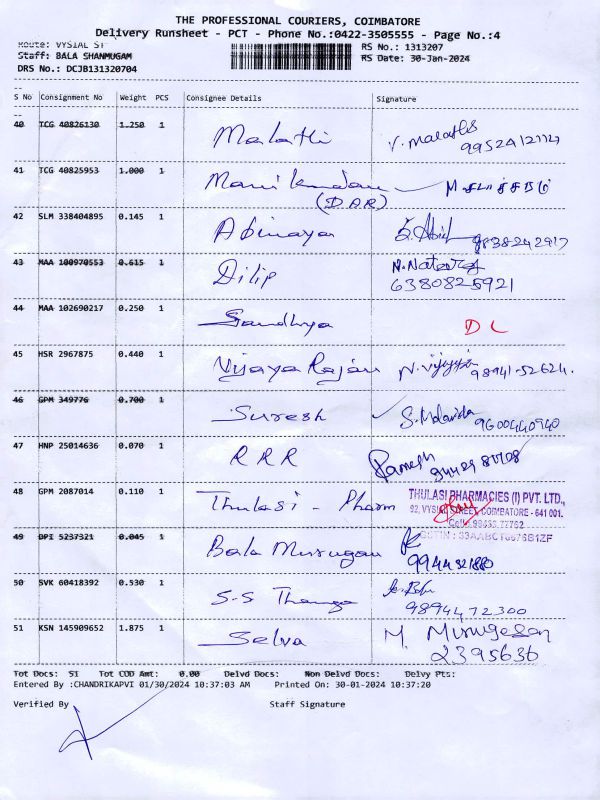 THE PROFESSIONAL COURIERS, COIMBATORE
Delivery Runsheet - PCT - Phone No.:0422-3505555 - Page No.:4
Route: VYSIAL ST RS No.: 1313207
Staff: BALA SHANMUGAM RS Date: 30-Jan-2024
DRS No.: DCJB131320704
S No Consignment No Weight PCS Consignee Details Signature
40 TCG 40826130 1.250 1 Malathi V. Malathi
9952412124
41 TCG 40825953 1.000 1 Manikandan
(DAR)
42 SLM 338404895 0.145 1 Abinaya 9838242917
43 MAA 100970553 0.615 1 Dilip N. Nataraj
6380825921
44 MAA 102690217 0.250 1 Sandhya DL
45 HSR 2967875 0.440 1 Vijaya Rajan 98941-52624.
46 GPM 349776 0.700 1 Suresh 9600440940
47 HNP 25014636 0.070 1 RRR Ramesh
48 GPM 2087014 0.110 1 Thulasi - Pharm THULASI PHARMACIES (I) PVT. LTD.,
92, VYSIAL STREET, COIMBATORE - 641 001.
49 DPI 5237321 0.045 1 Bala Murugan
9944321880
50 SVK 60418392 0.530 1 S.S Thanga
9894472300
51 KSN 145909652 1.875 1 Selva M. Murugesan
2395636
Tot Docs: 51 Tot COD Amt: 0.00 Delvd Docs: Non Delvd Docs: Delvy Pts:
Entered By :CHANDRIKAPVI 01/30/2024 10:37:03 AM Printed On: 30-01-2024 10:37:20
Verified By Staff Signature